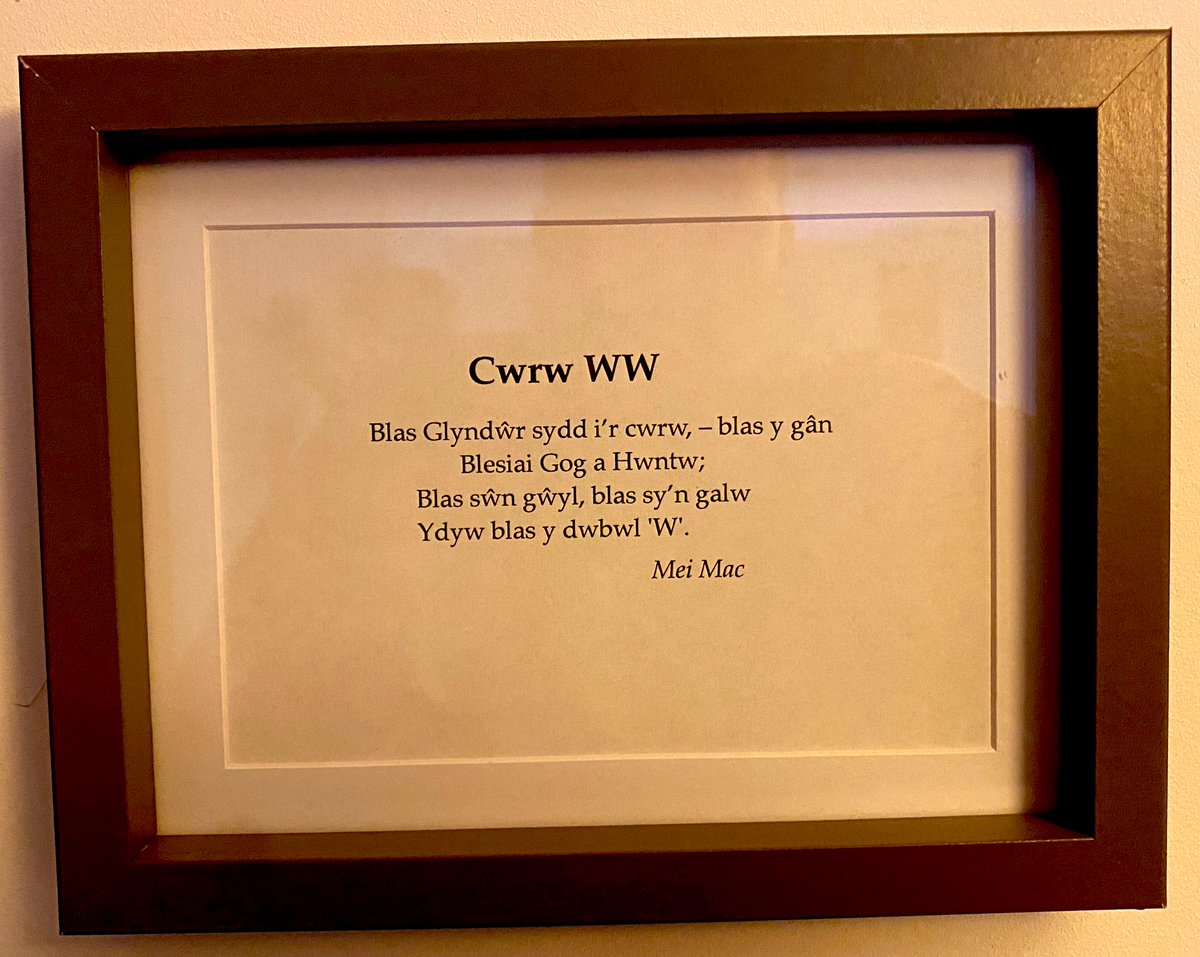 Cwrw WW
Blas Glyndŵr sydd i'r cwrw, – blas y gân
Blesiai Gog a Hwntw;
Blas sŵn gŵyl, blas sy'n galw
Ydyw blas y dwbwl 'W'.
Mei Mac